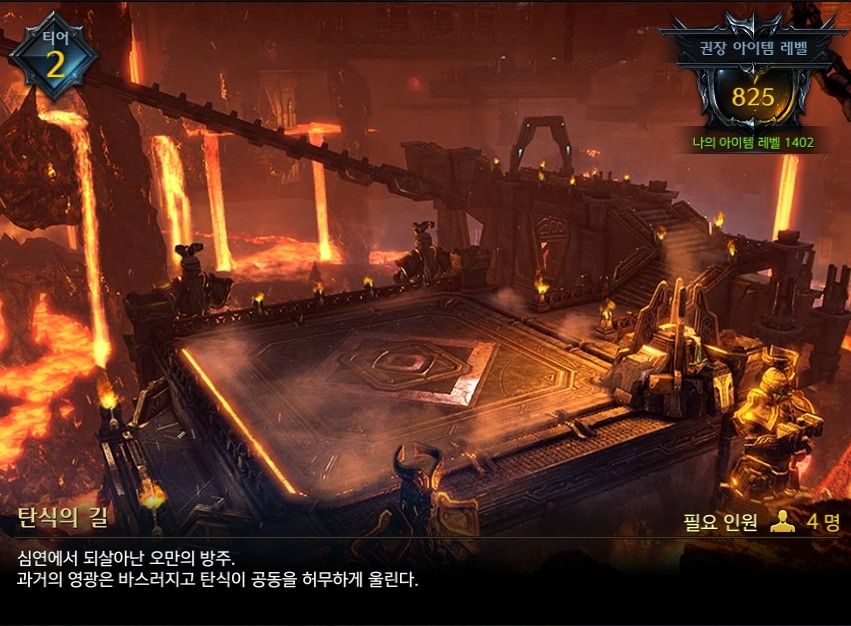 티어
2
권장 아이템 레벨
825
나의 아이템 레벨 1402
탄식의 길
필요 인원 4 명
심연에서 되살아난 오만의 방주.
과거의 영광은 바스러지고 탄식이 공동을 허무하게 울린다.